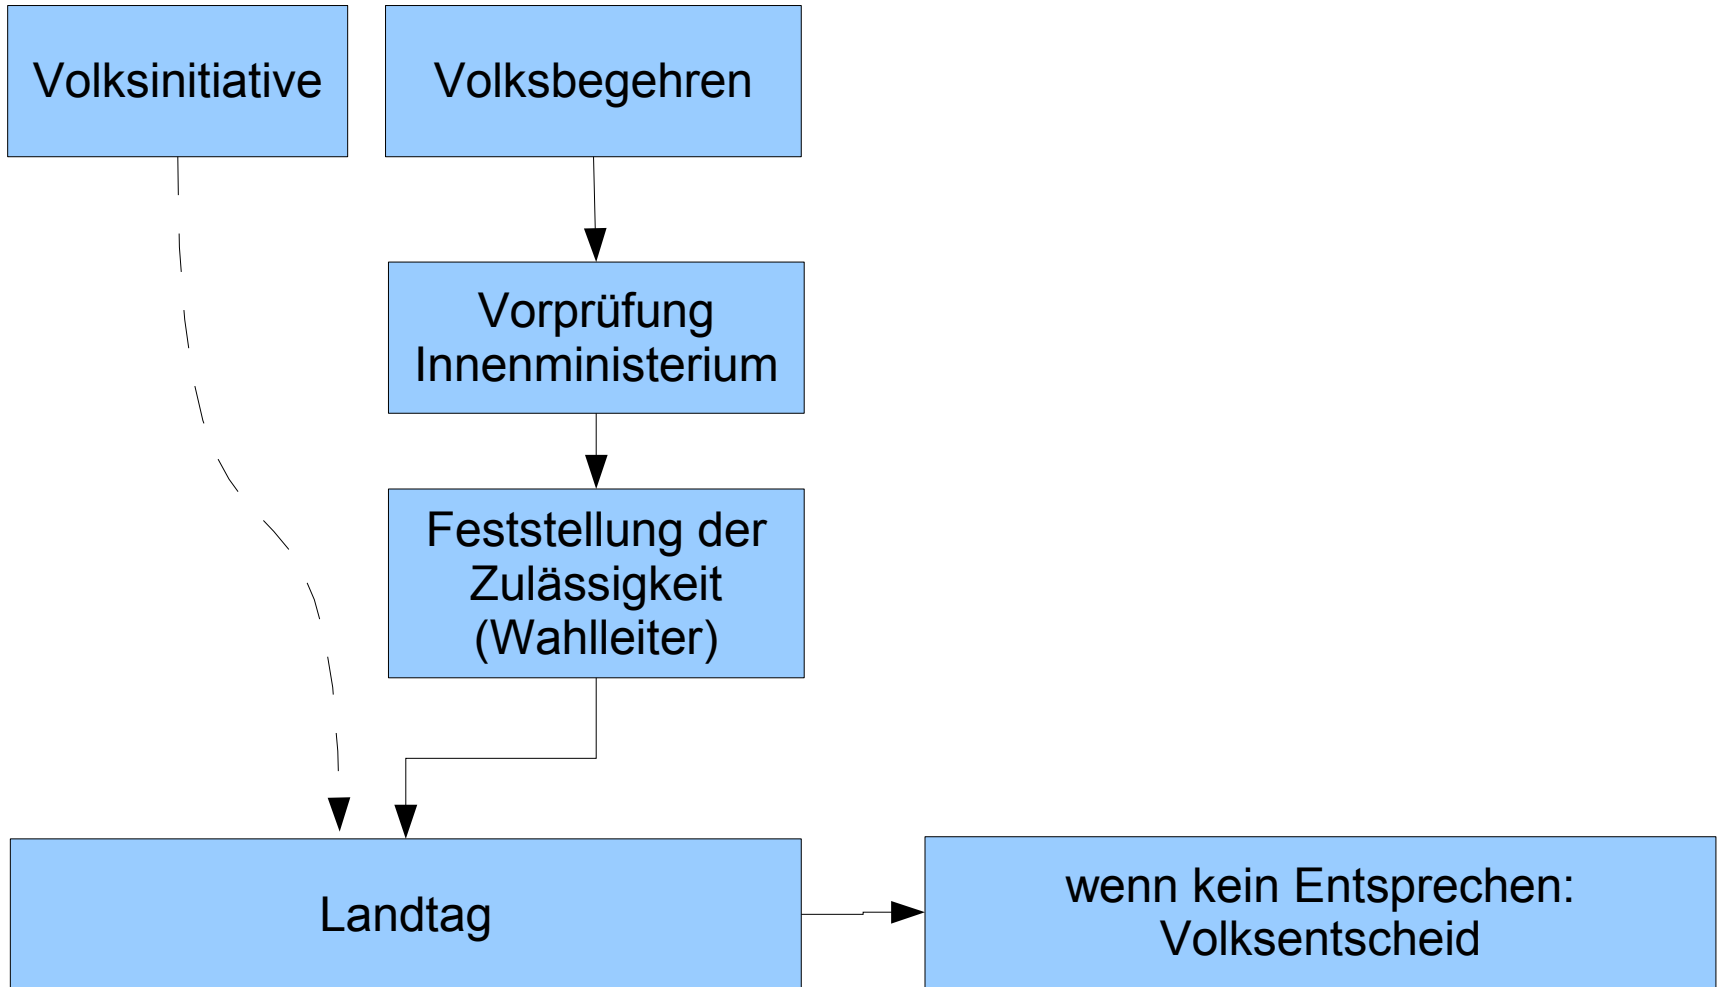 Volksinitiative
Volksbegehren
Vorprüfung
Innenministerium
Feststellung der
Zulässigkeit
(Wahlleiter)
Landtag
wenn kein Entsprechen:
Volksentscheid